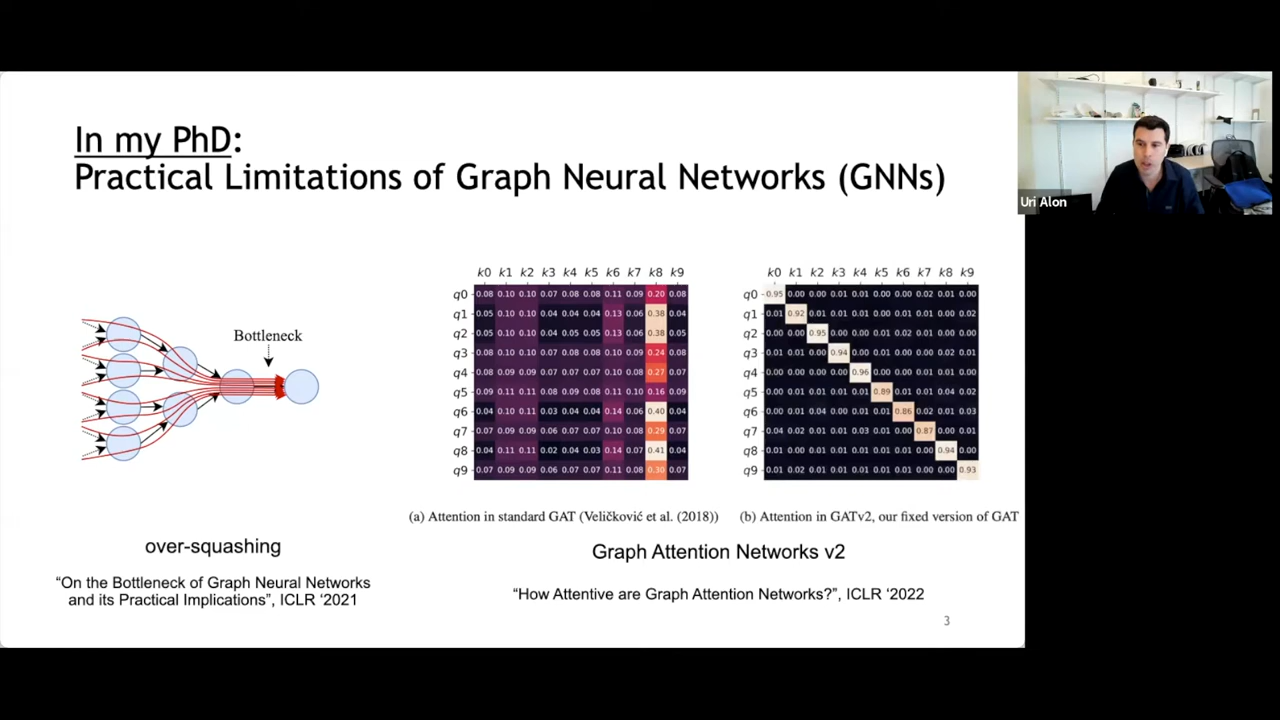 In my PhD:
Practical Limitations of Graph Neural Networks (GNNs)
Uri Alon
Bottleneck
k0 k1 k2 k3 k4 k5 k6 k7 k8 k9
q0 0.08 0.10 0.10 0.07 0.08 0.08 0.11 0.09 0.20 0.08
q1 0.05 0.10 0.10 0.04 0.04 0.05 0.13 0.06 0.38 0.04
q2 0.05 0.10 0.10 0.04 0.05 0.05 0.13 0.06 0.38 0.04
q3 0.08 0.10 0.10 0.07 0.07 0.08 0.10 0.09 0.24 0.08
q4 0.08 0.09 0.09 0.07 0.07 0.07 0.10 0.08 0.27 0.07
q5 0.09 0.11 0.11 0.08 0.08 0.08 0.11 0.10 0.16 0.09
q6 0.04 0.10 0.11 0.03 0.04 0.04 0.14 0.06 0.40 0.04
q7 0.07 0.09 0.09 0.06 0.07 0.07 0.10 0.08 0.29 0.07
q8 0.04 0.11 0.11 0.02 0.04 0.03 0.14 0.07 0.41 0.04
q9 0.07 0.09 0.09 0.06 0.07 0.07 0.11 0.08 0.30 0.07
k0 k1 k2 k3 k4 k5 k6 k7 k8 k9
q0 0.95 0.00 0.00 0.01 0.01 0.00 0.00 0.02 0.01 0.00
q1 0.01 0.92 0.00 0.01 0.01 0.01 0.01 0.00 0.00 0.02
q2 0.00 0.00 0.95 0.00 0.00 0.01 0.02 0.01 0.00 0.00
q3 0.01 0.00 0.01 0.94 0.00 0.01 0.00 0.00 0.02 0.01
q4 0.00 0.00 0.01 0.00 0.96 0.00 0.01 0.00 0.01 0.00
q5 0.00 0.01 0.00 0.01 0.01 0.89 0.01 0.01 0.04 0.02
q6 0.00 0.01 0.04 0.00 0.01 0.01 0.86 0.02 0.01 0.03
q7 0.04 0.02 0.01 0.01 0.03 0.01 0.00 0.87 0.00 0.01
q8 0.01 0.00 0.01 0.01 0.00 0.01 0.01 0.01 0.94 0.00
q9 0.01 0.02 0.01 0.01 0.00 0.01 0.01 0.00 0.01 0.93
(a) Attention in standard GAT (Veličković et al. (2018))
(b) Attention in GATv2, our fixed version of GAT
over-squashing
“On the Bottleneck of Graph Neural Networks
and its Practical Implications”, ICLR ‘2021
Graph Attention Networks v2
“How Attentive are Graph Attention Networks?”, ICLR ‘2022
3